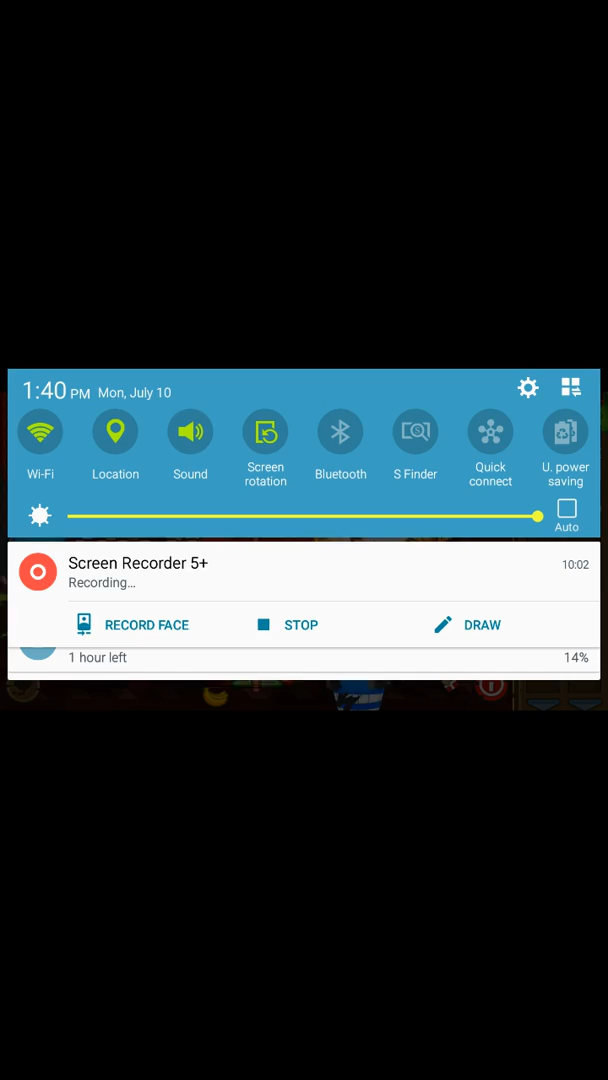 1:40 PM Mon, July 10
Wi-Fi
Location
Sound
Screen
rotation
Bluetooth
S Finder
Quick
connect
U. power
saving
Auto
Screen Recorder 5+
10:02
Recording...
RECORD FACE
STOP
DRAW
1 hour left
14%